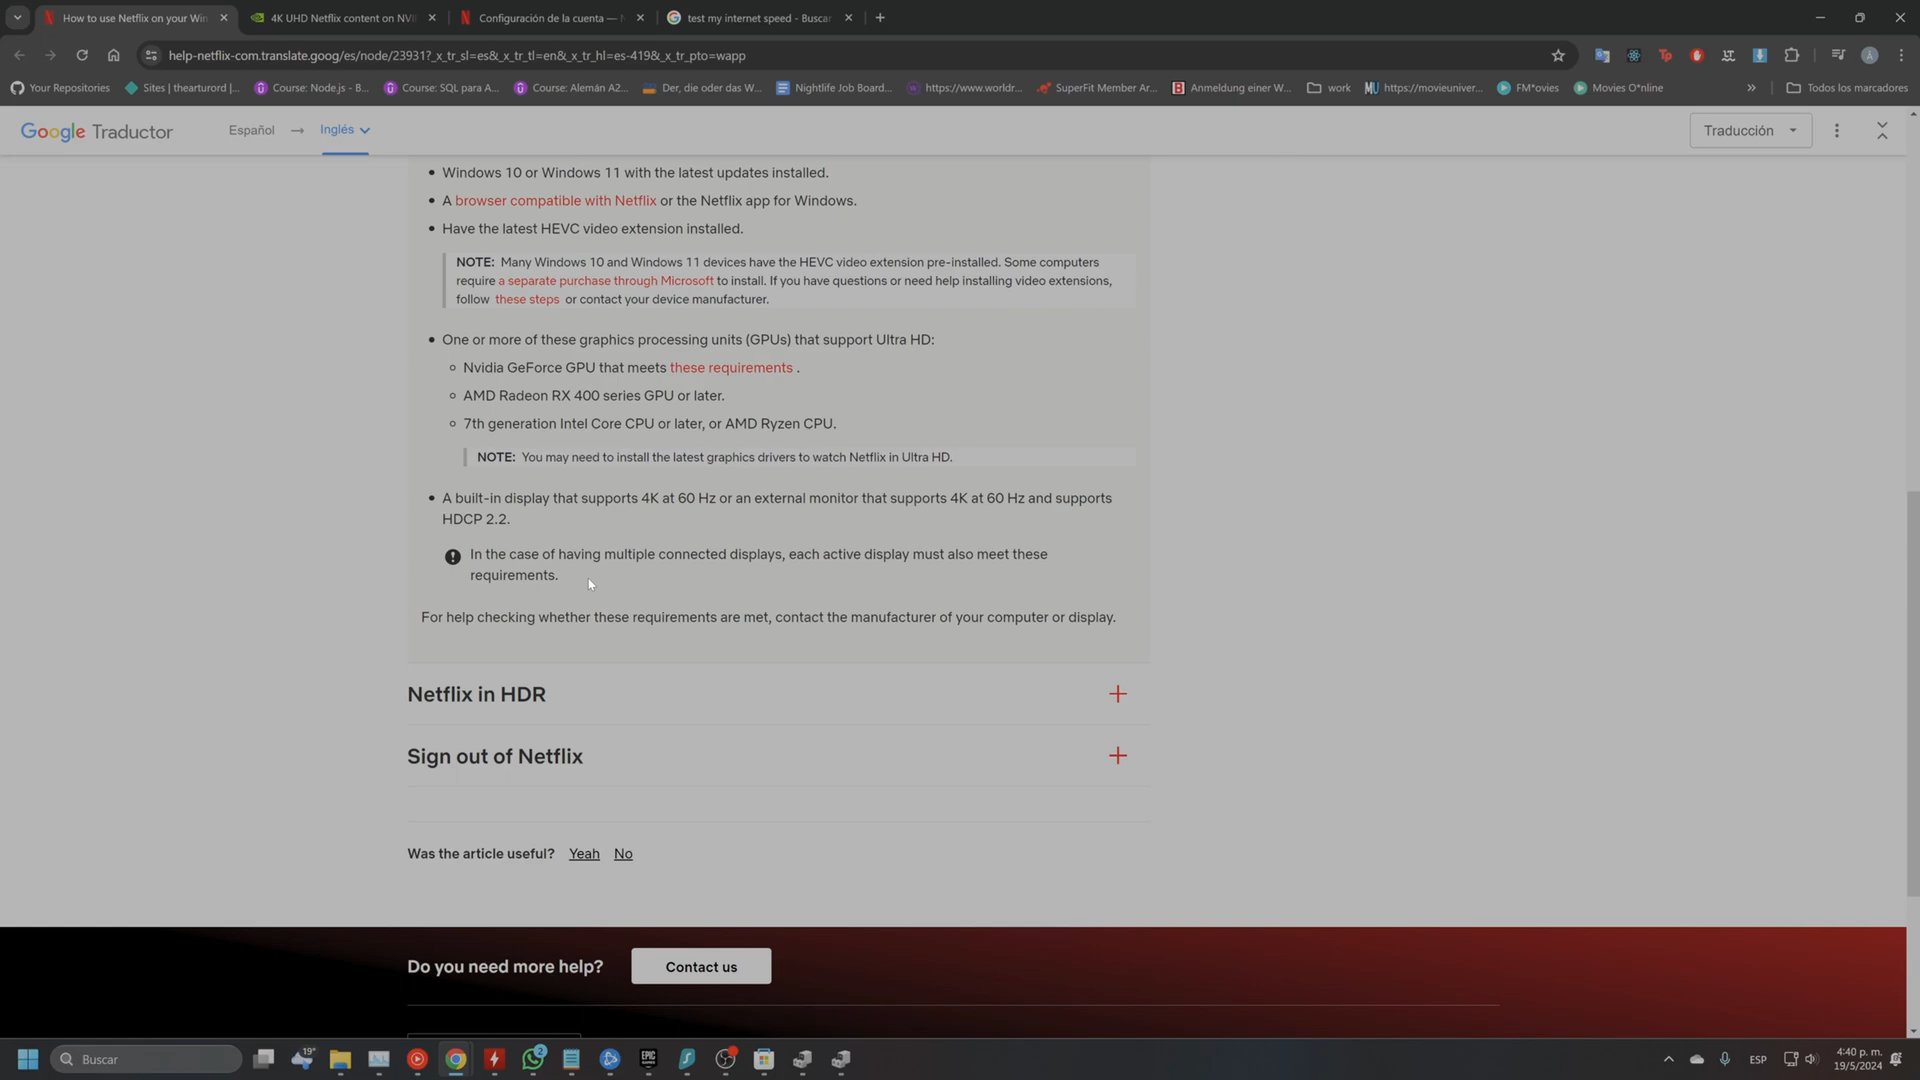 How to use Netflix on your Win
4K UHD Netflix content on NVI
Configuración de la cuenta — N
test my internet speed - Buscar
help-netflix-com.translate.goog/es/node/23931?_x_tr_sl=es&_x_tr_tl=en&_x_tr_hl=es-419&_x_tr_pto=wapp
Your Repositories
Sites | thearturord |...
Course: Node.js - B...
Course: SQL para A...
Course: Alemán A2...
Der, die oder das W...
Nightlife Job Board...
https://www.worldr...
SuperFit Member Ar...
Anmeldung einer W...
work
https://movieuniver...
FM*ovies
Movies O*nline
»
Todos los marcadores
Google Traductor
Español → Inglés
Traducción
• Windows 10 or Windows 11 with the latest updates installed.
• A browser compatible with Netflix or the Netflix app for Windows.
• Have the latest HEVC video extension installed.
NOTE: Many Windows 10 and Windows 11 devices have the HEVC video extension pre-installed. Some computers
require a separate purchase through Microsoft to install. If you have questions or need help installing video extensions,
follow these steps or contact your device manufacturer.
• One or more of these graphics processing units (GPUs) that support Ultra HD:
◦ Nvidia GeForce GPU that meets these requirements .
◦ AMD Radeon RX 400 series GPU or later.
◦ 7th generation Intel Core CPU or later, or AMD Ryzen CPU.
NOTE: You may need to install the latest graphics drivers to watch Netflix in Ultra HD.
• A built-in display that supports 4K at 60 Hz or an external monitor that supports 4K at 60 Hz and supports
HDCP 2.2.
In the case of having multiple connected displays, each active display must also meet these
requirements.
For help checking whether these requirements are met, contact the manufacturer of your computer or display.
Netflix in HDR
Sign out of Netflix
Was the article useful? Yeah No
Do you need more help? Contact us
Buscar
19°
2
EPIC
GAMES
ESP
4:40 p. m.
19/5/2024